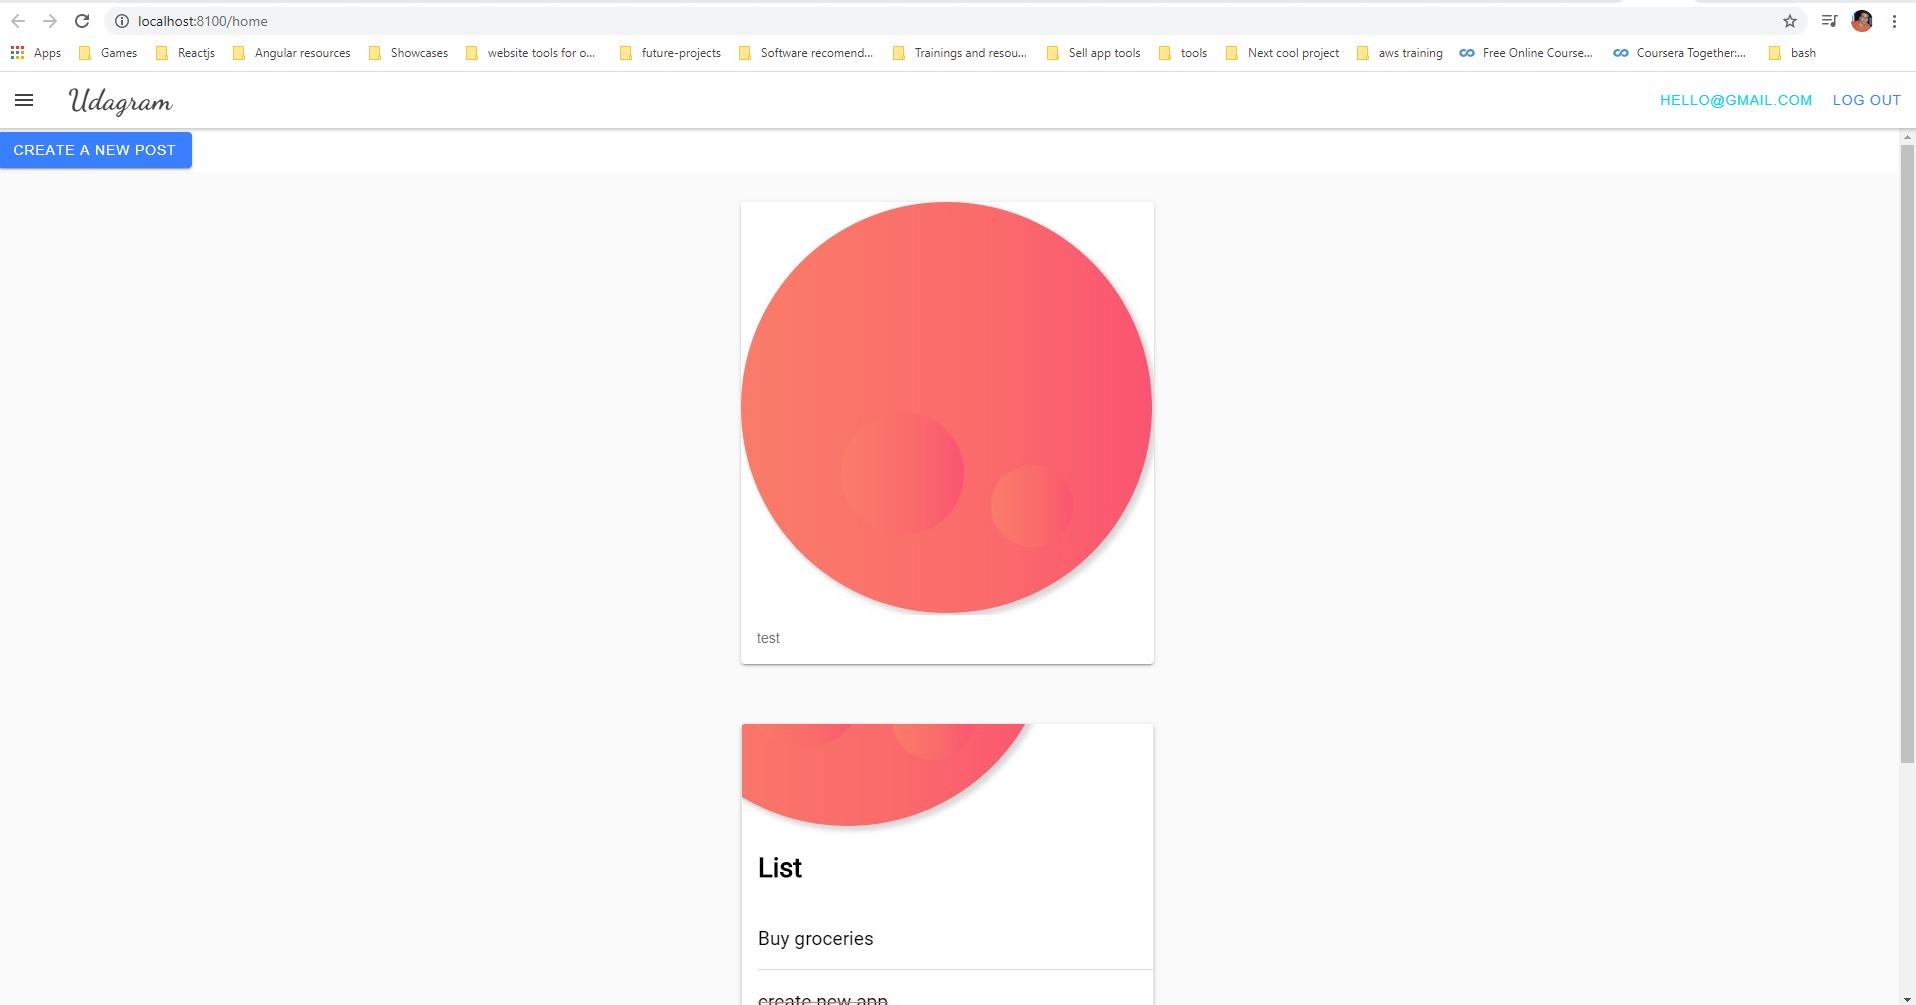 localhost:8100/home
Apps Games Reactjs Angular resources Showcases website tools for o... future-projects Software recomend... Trainings and resou... Sell app tools tools Next cool project aws training Free Online Course... Coursera Together:... bash
Udagram HELLO@GMAIL.COM LOG OUT
CREATE A NEW POST
test
List
Buy groceries
create new app